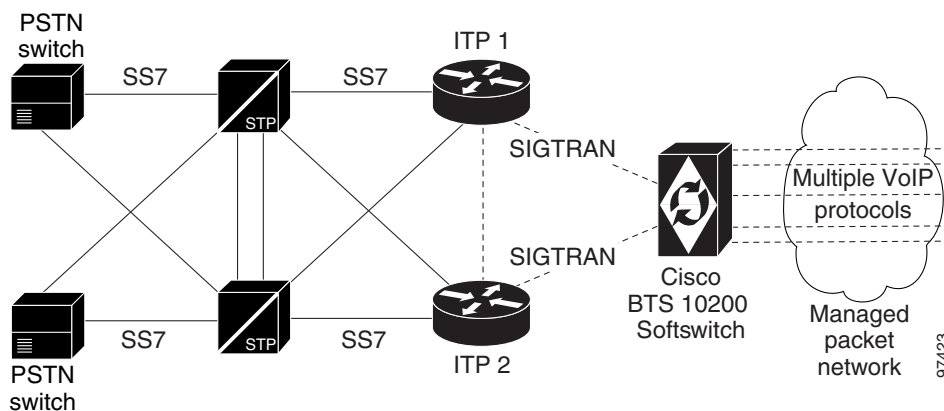 PSTN
switch
SS7
STP
SS7
ITP 1
SIGTRAN
Multiple VoIP
protocols
SIGTRAN
Cisco
BTS 10200
Softswitch
Managed
packet
network
PSTN
switch
SS7
STP
SS7
ITP 2
97423